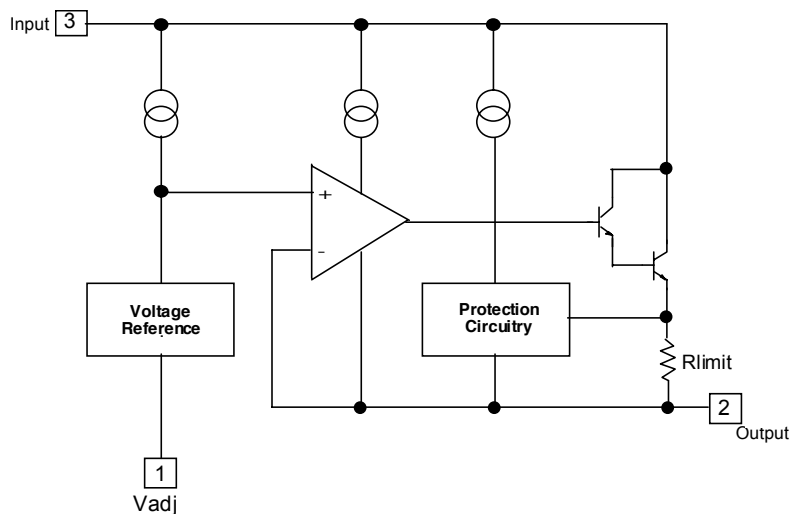 Input 3
+
-
Voltage
Reference
Protection
Circuitry
Rlimit
2
Output
1
Vadj